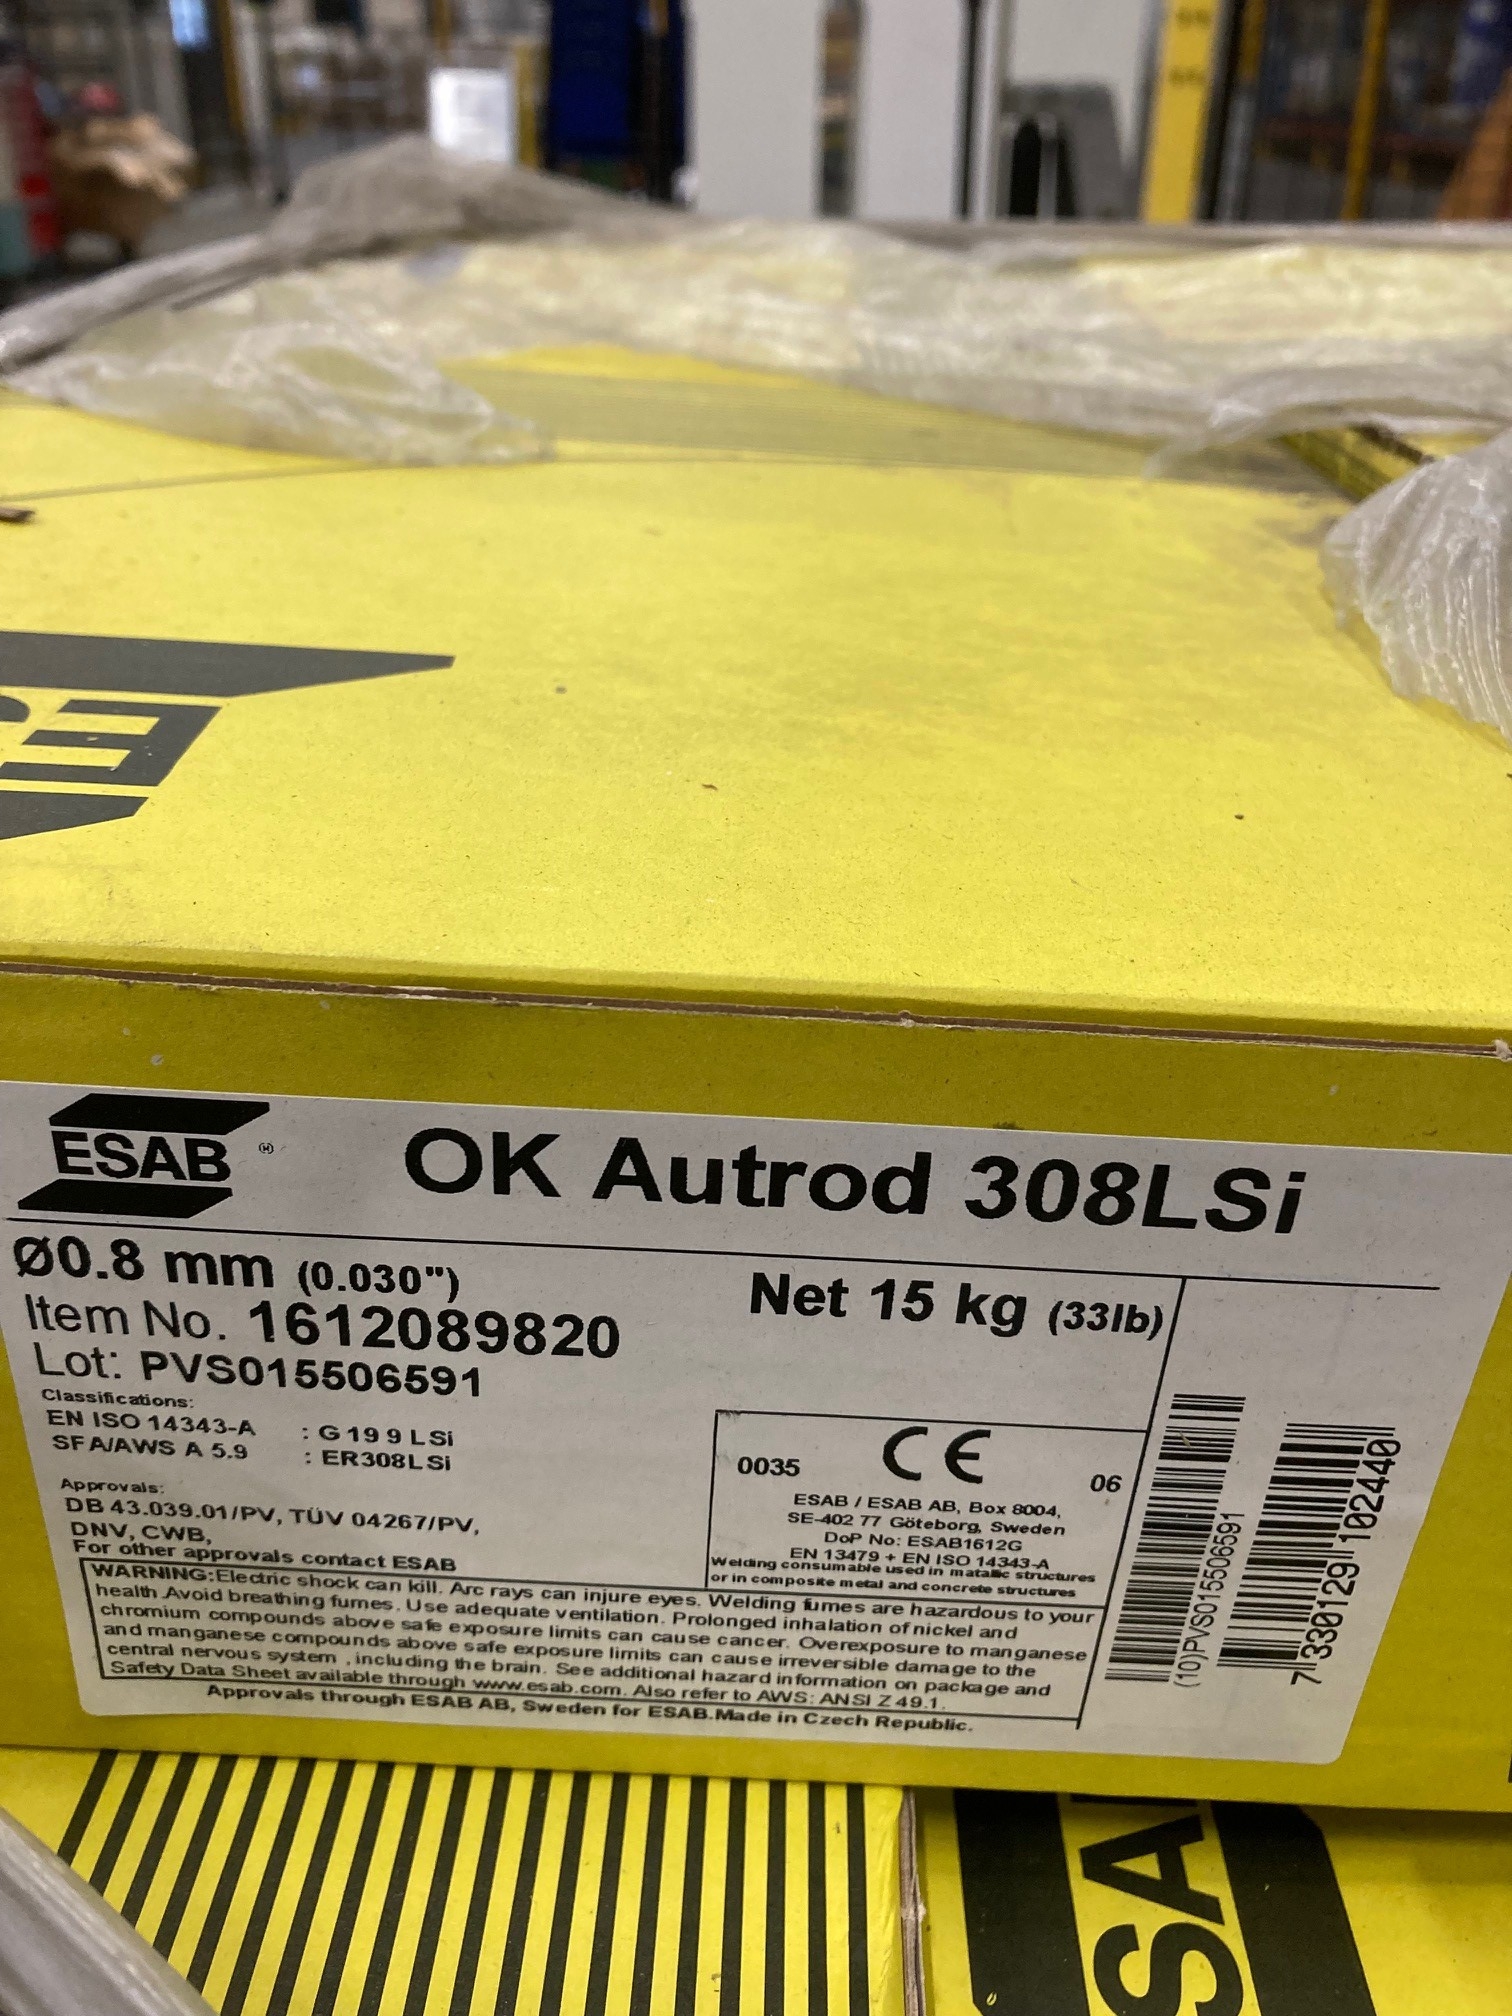 ESAB
OK Autrod 308LSi
Ø0.8 mm (0.030")
Net 15 kg (33lb)
Item No. 1612089820
Lot: PVS015506591
Classifications:
EN ISO 14343-A : G 19 9 L Si
SFA/AWS A 5.9 : ER308LSi
Approvals:
DB 43.039.01/PV, TÜV 04267/PV,
DNV, CWB,
For other approvals contact ESAB
0035 CE 06
ESAB / ESAB AB, Box 8004,
SE-402 77 Göteborg, Sweden
DoP No: ESAB1612G
EN 13479 + EN ISO 14343-A
Welding consumable used in matallic structures
or in composite metal and concrete structures
WARNING:Electric shock can kill. Arc rays can injure eyes. Welding fumes are hazardous to your
health.Avoid breathing fumes. Use adequate ventilation. Prolonged inhalation of nickel and
chromium compounds above safe exposure limits can cause cancer. Overexposure to manganese
and manganese compounds above safe exposure limits can cause irreversible damage to the
central nervous system , including the brain. See additional hazard information on package and
Safety Data Sheet available through www.esab.com. Also refer to AWS: ANSI Z 49.1.
Approvals through ESAB AB, Sweden for ESAB.Made in Czech Republic.
(10)PVS015506591
7 330129 102440
SA